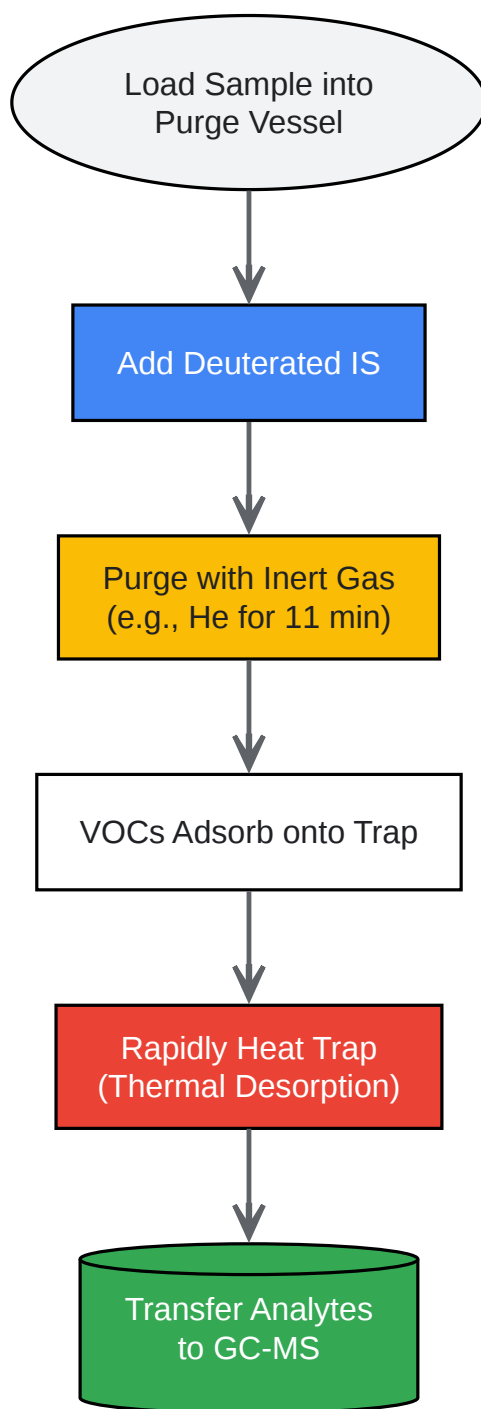 Load Sample into
Purge Vessel
Add Deuterated IS
Purge with Inert Gas
(e.g., He for 11 min)
VOCs Adsorb onto Trap
Rapidly Heat Trap
(Thermal Desorption)
Transfer Analytes
to GC-MS